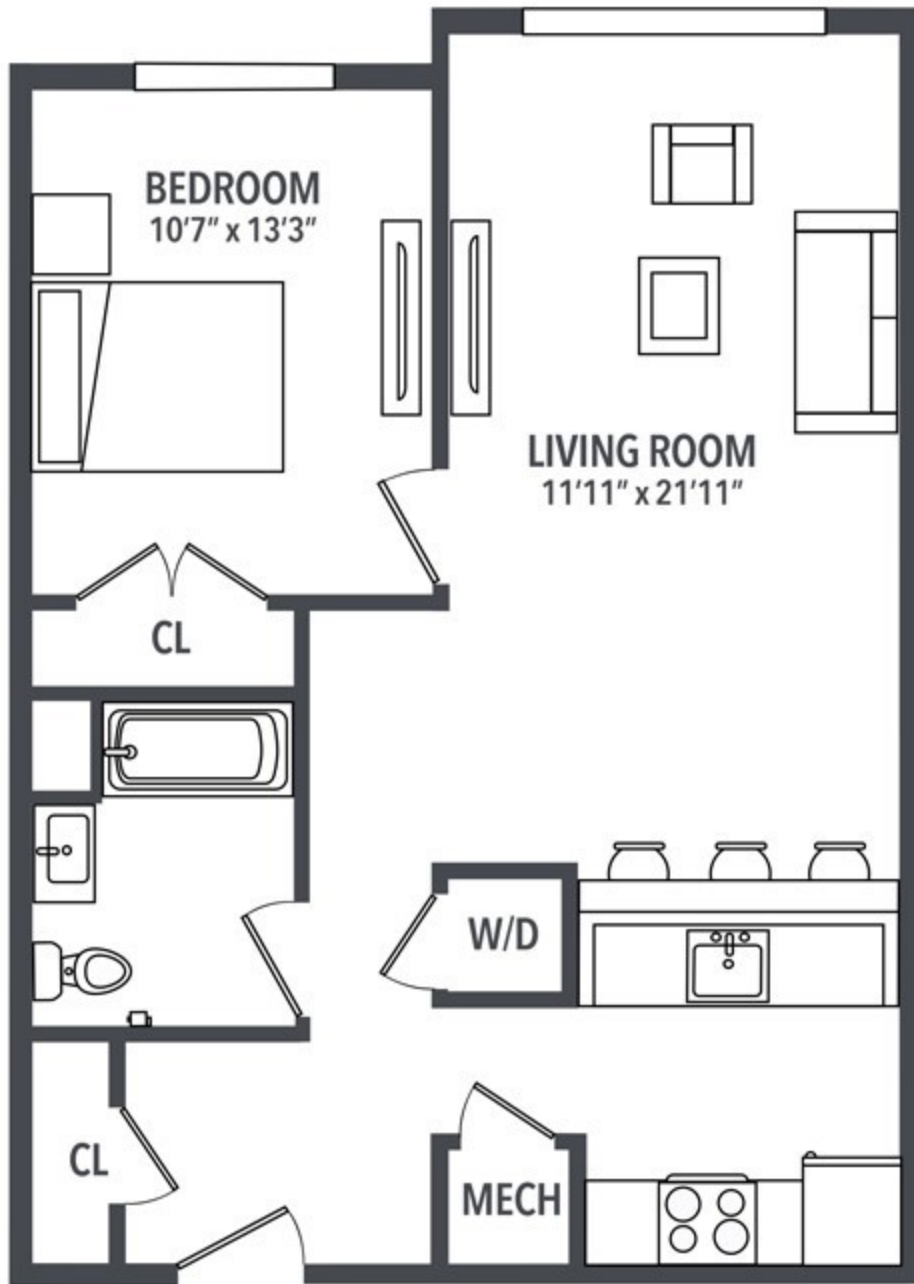 BEDROOM
10'7" x 13'3"
LIVING ROOM
11'11" x 21'11"
CL
W/D
CL
MECH